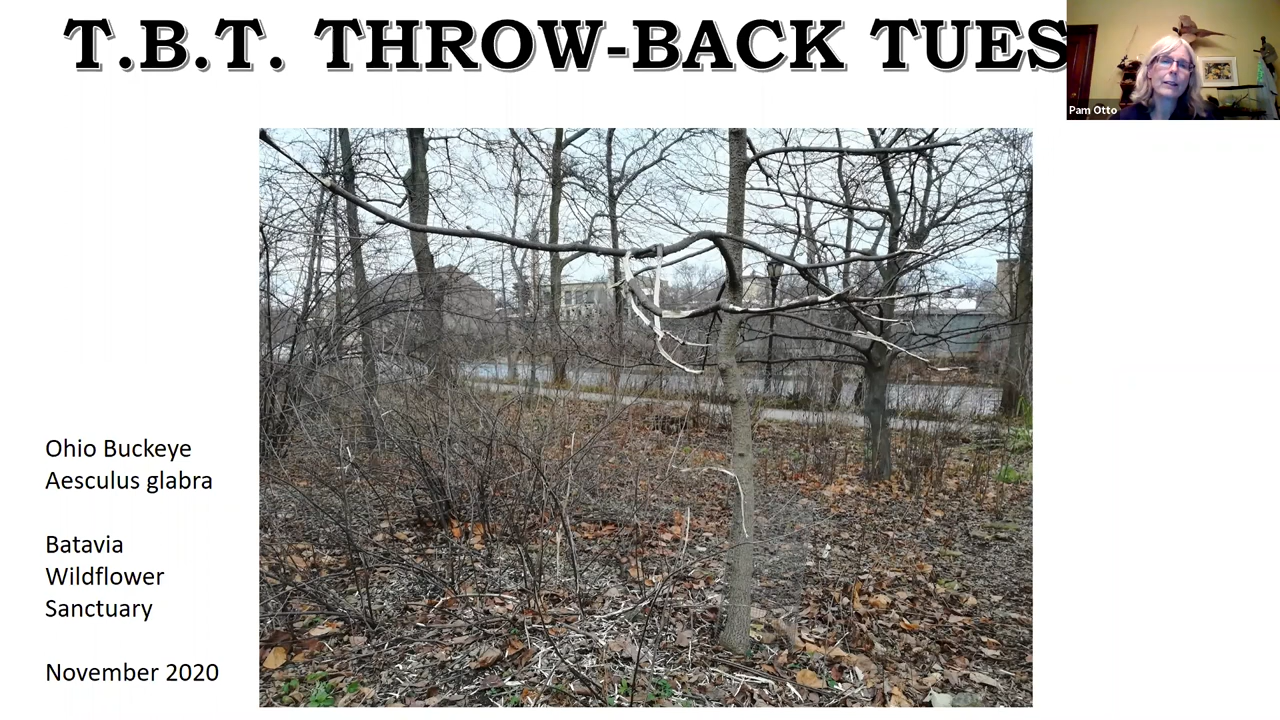 T.B.T. THROW-BACK TUES
Pam Otto
Ohio Buckeye
Aesculus glabra
Batavia
Wildflower
Sanctuary
November 2020